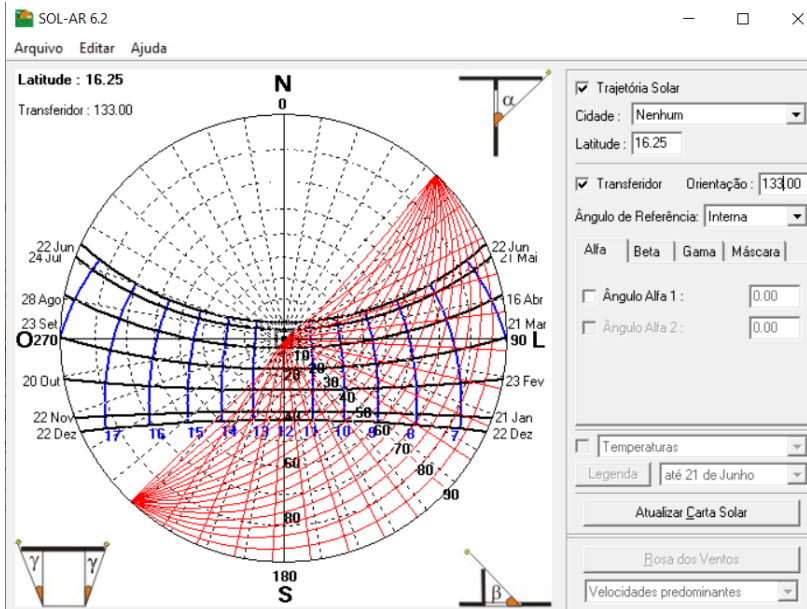 SOL-AR 6.2
Arquivo Editar Ajuda
Latitude : 16.25
Transferidor : 133.00
N
0
α
22 Jun
24 Jul
28 Ago
23 Set
O 270
20 Out
22 Nov
22 Dez
22 Jun
21 Mai
16 Abr
21 Mar
90 L
23 Fev
21 Jan
22 Dez
10
20
20
30
40
40
50
60
70
60
80
90
80
17 16 15 14 13 12 11 10 9 8 7
180
S
γ γ
β
Trajetória Solar
Cidade : Nenhum
Latitude : 16.25
Transferidor Orientação : 133.00
Ângulo de Referência: Interna
Alfa Beta Gama Máscara
Ângulo Alfa 1 : 0.00
Ângulo Alfa 2 : 0.00
Temperaturas
Legenda até 21 de Junho
Atualizar Carta Solar
Rosa dos Ventos
Velocidades predominantes